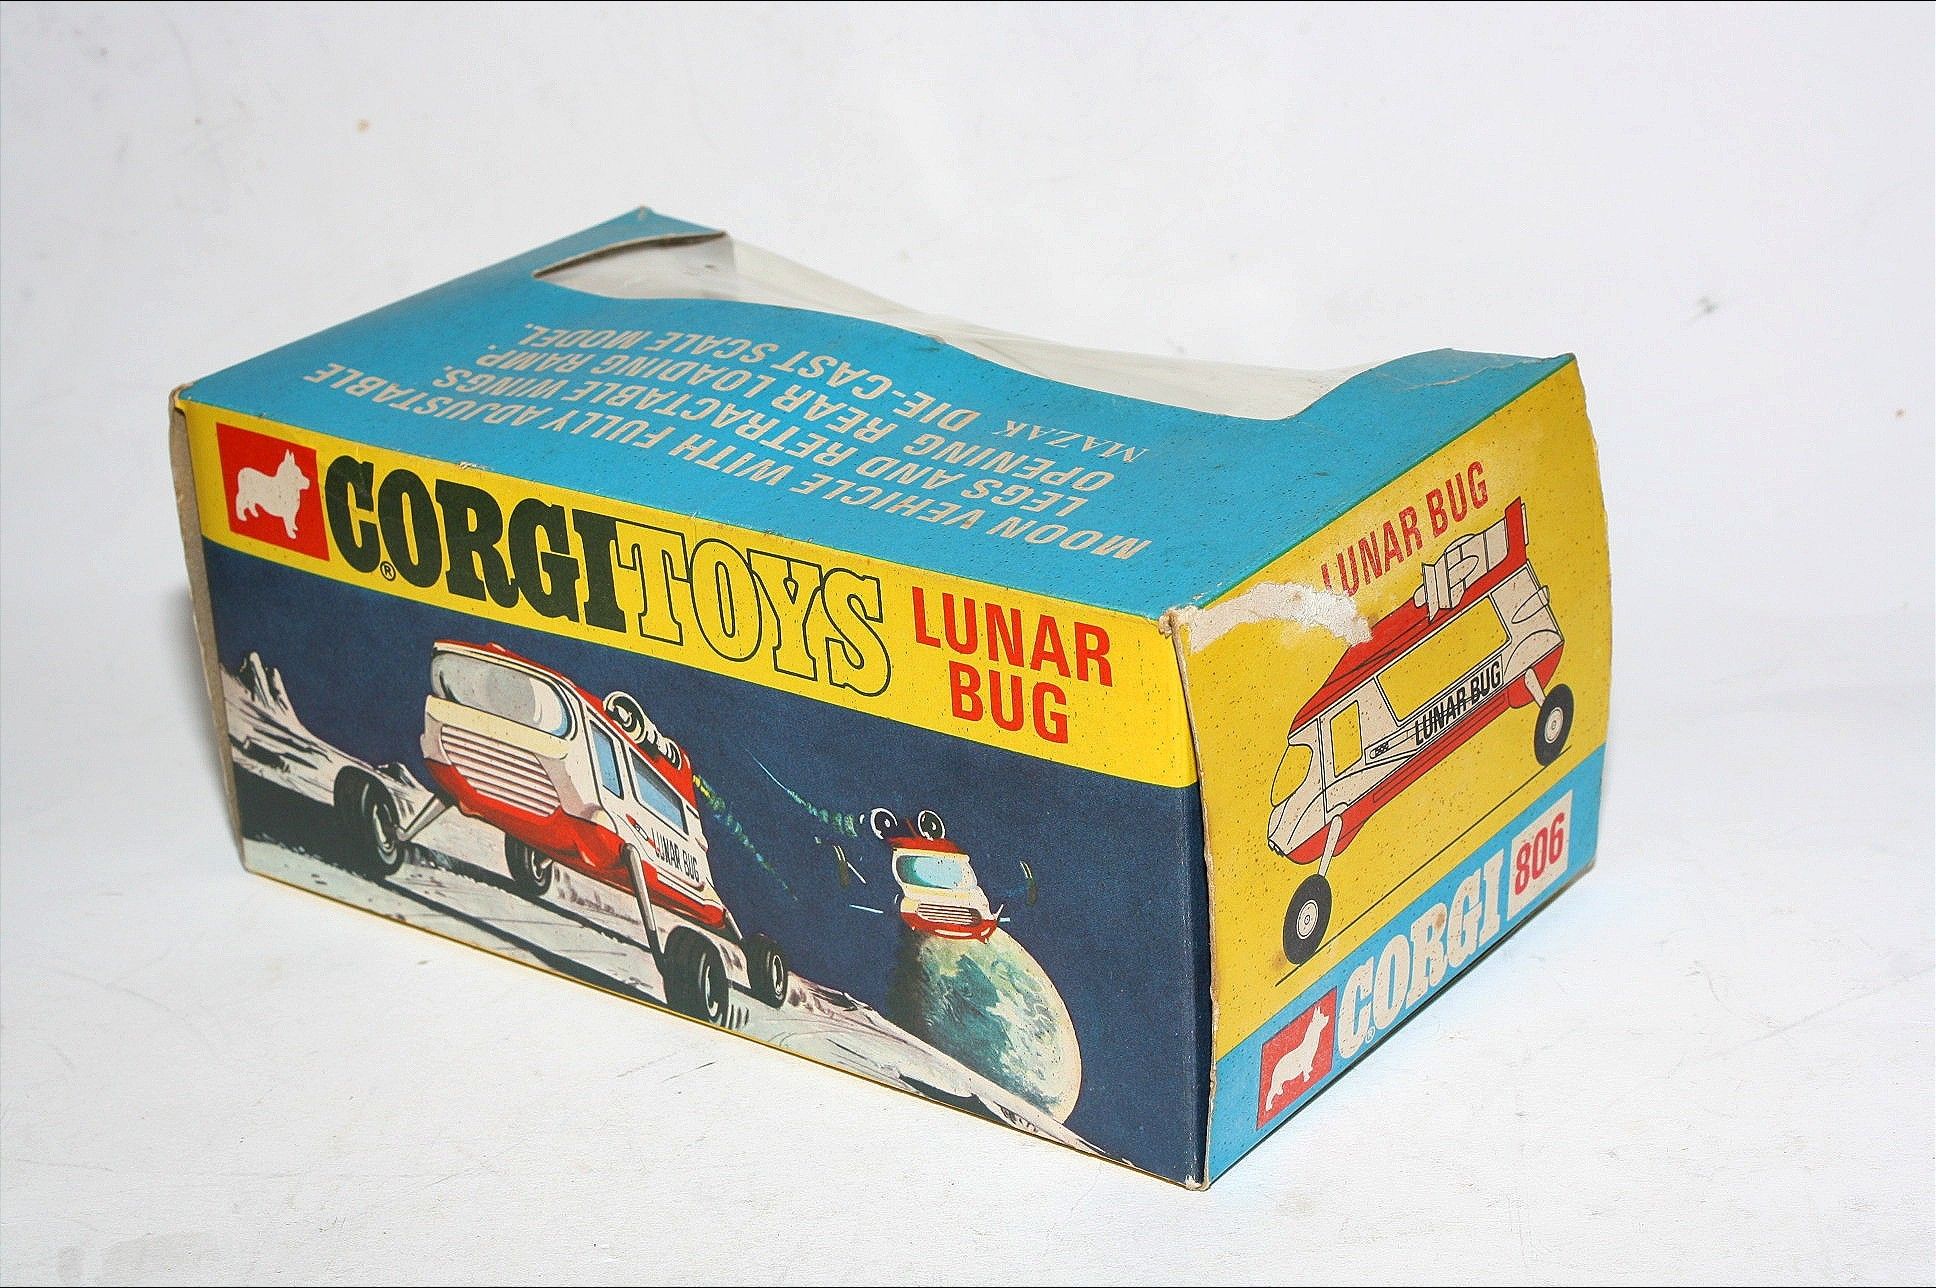 MOON VEHICLE WITH FULLY ADJUSTABLE
LEGS AND RETRACTABLE WINGS.
OPENING REAR LOADING RAMP.
MAZAK DIE-CAST SCALE MODEL.
CORGI TOYS
®
LUNAR
BUG
LUNAR BUG
LUNAR BUG
LUNAR BUG
CORGI 806
®